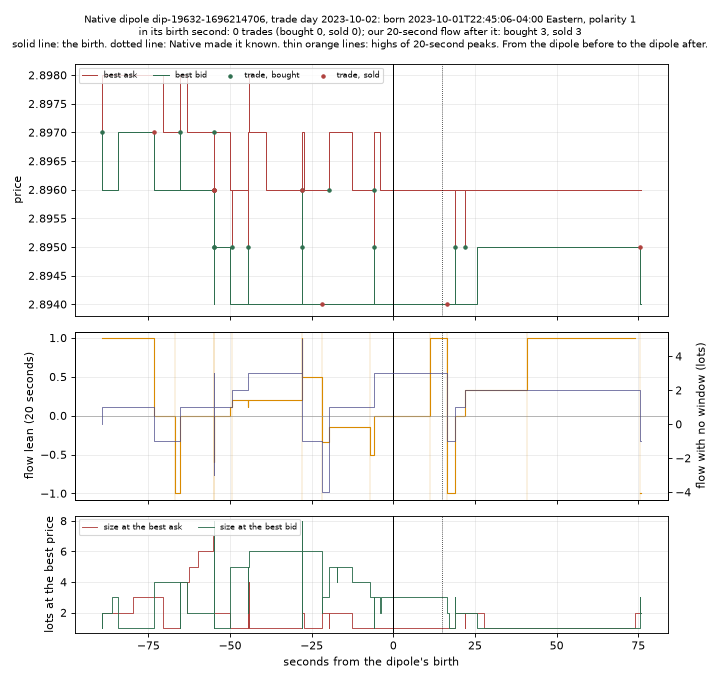 Native dipole dip-19632-1696214706, trade day 2023-10-02: born 2023-10-01T22:45:06-04:00 Eastern, polarity 1
in its birth second: 0 trades (bought 0, sold 0); our 20-second flow after it: bought 3, sold 3
solid line: the birth. dotted line: Native made it known. thin orange lines: highs of 20-second peaks. From the dipole before to the dipole after.
best ask best bid trade, bought trade, sold
2.8980
2.8975
2.8970
2.8965
2.8960
2.8955
2.8950
2.8945
2.8940
price
1.0
0.5
0.0
−0.5
−1.0
flow lean (20 seconds)
4
2
0
−2
−4
flow with no window (lots)
size at the best ask size at the best bid
8
6
4
2
lots at the best price
−75 −50 −25 0 25 50 75
seconds from the dipole's birth